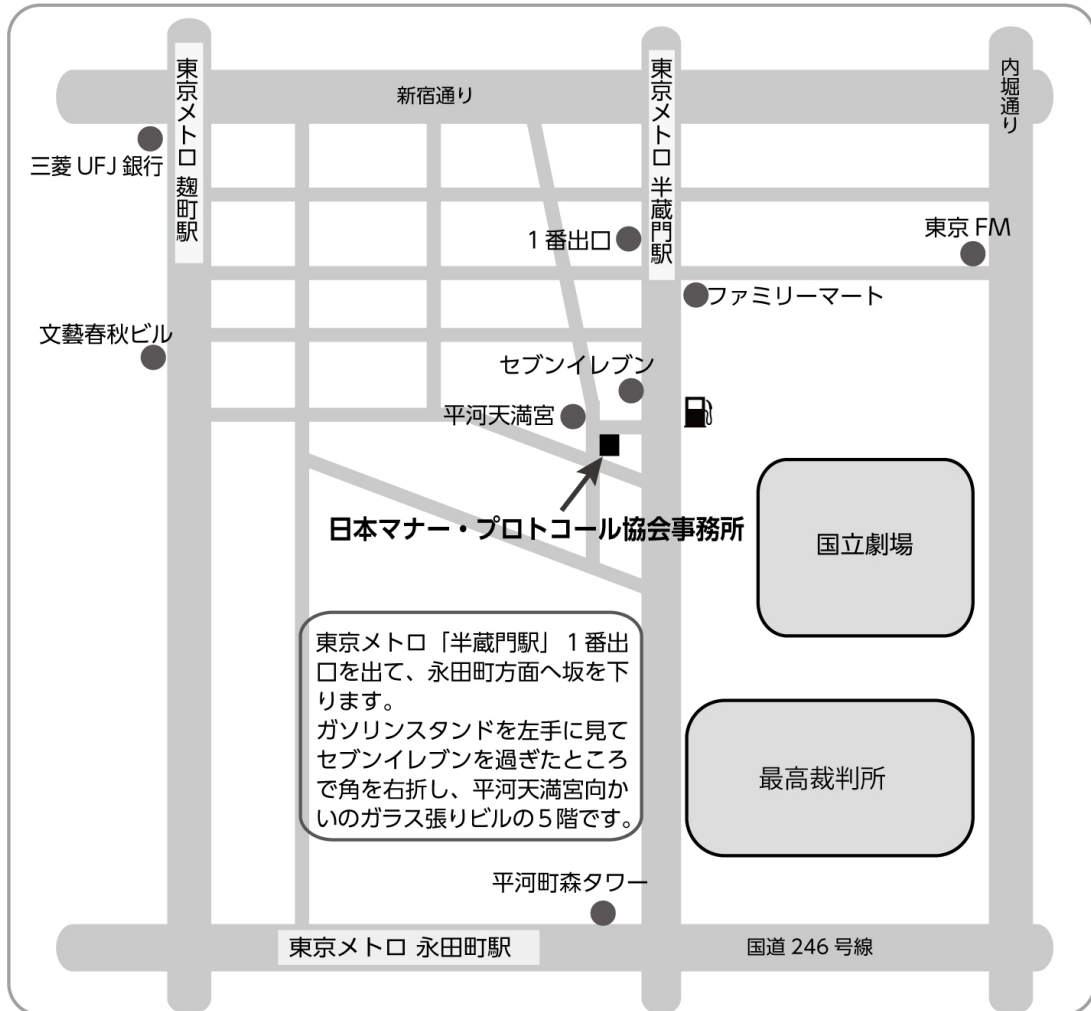 新宿通り
東京メトロ 麹町駅
東京メトロ 半蔵門駅
内堀通り
三菱 UFJ 銀行
1 番出口
東京 FM
ファミリーマート
文藝春秋ビル
セブンイレブン
平河天満宮
日本マナー・プロトコール協会事務所
国立劇場
東京メトロ「半蔵門駅」1 番出
口を出て、永田町方面へ坂を下
ります。
ガソリンスタンドを左手に見て
セブンイレブンを過ぎたところ
で角を右折し、平河天満宮向か
いのガラス張りビルの 5 階です。
最高裁判所
平河町森タワー
東京メトロ 永田町駅
国道 246 号線